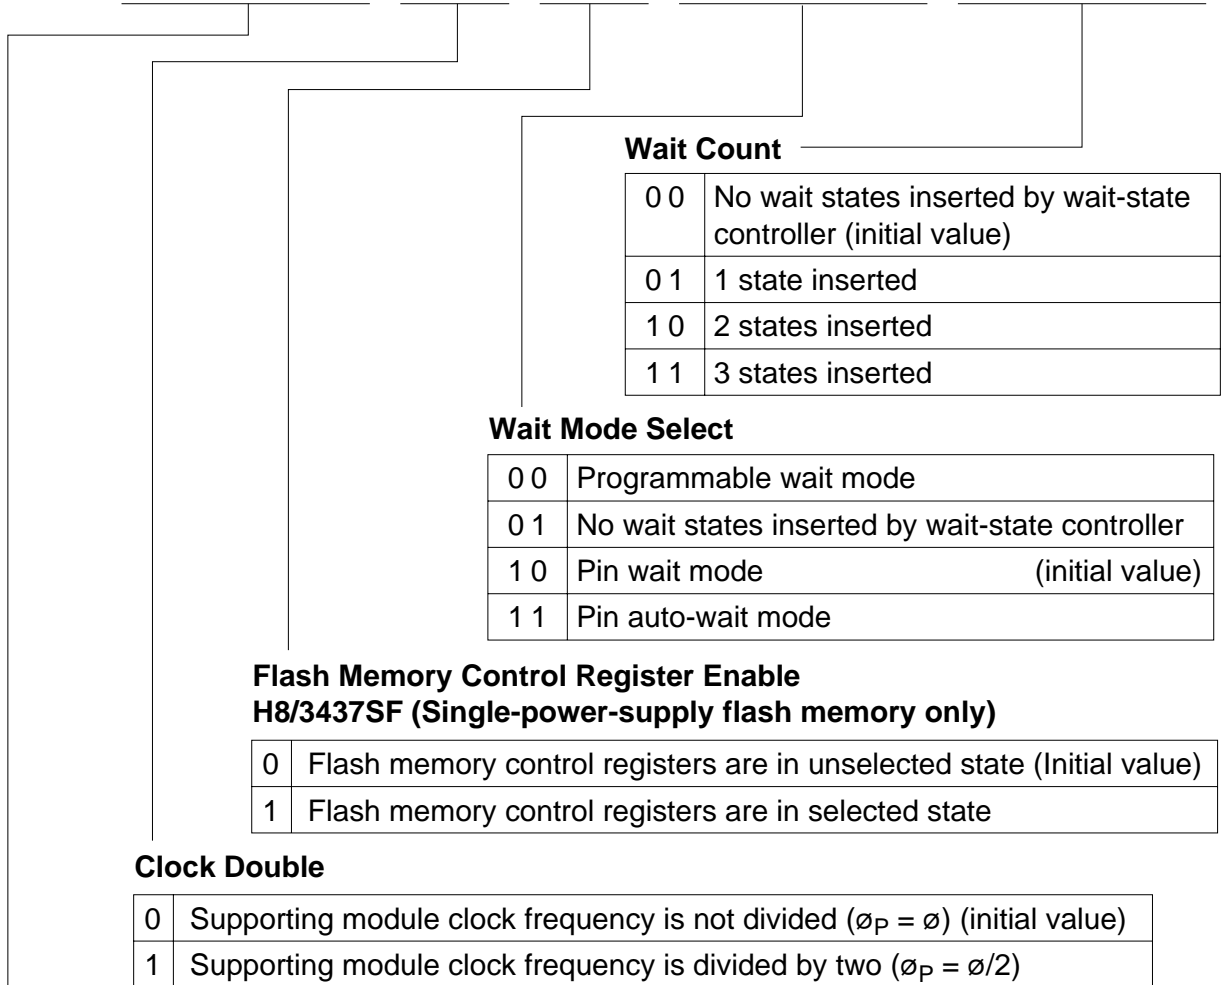 Wait Count
0 0 No wait states inserted by wait-state
controller (initial value)
0 1 1 state inserted
1 0 2 states inserted
1 1 3 states inserted
Wait Mode Select
0 0 Programmable wait mode
0 1 No wait states inserted by wait-state controller
1 0 Pin wait mode (initial value)
1 1 Pin auto-wait mode
Flash Memory Control Register Enable
H8/3437SF (Single-power-supply flash memory only)
0 Flash memory control registers are in unselected state (Initial value)
1 Flash memory control registers are in selected state
Clock Double
0 Supporting module clock frequency is not divided (øP = ø) (initial value)
1 Supporting module clock frequency is divided by two (øP = ø/2)